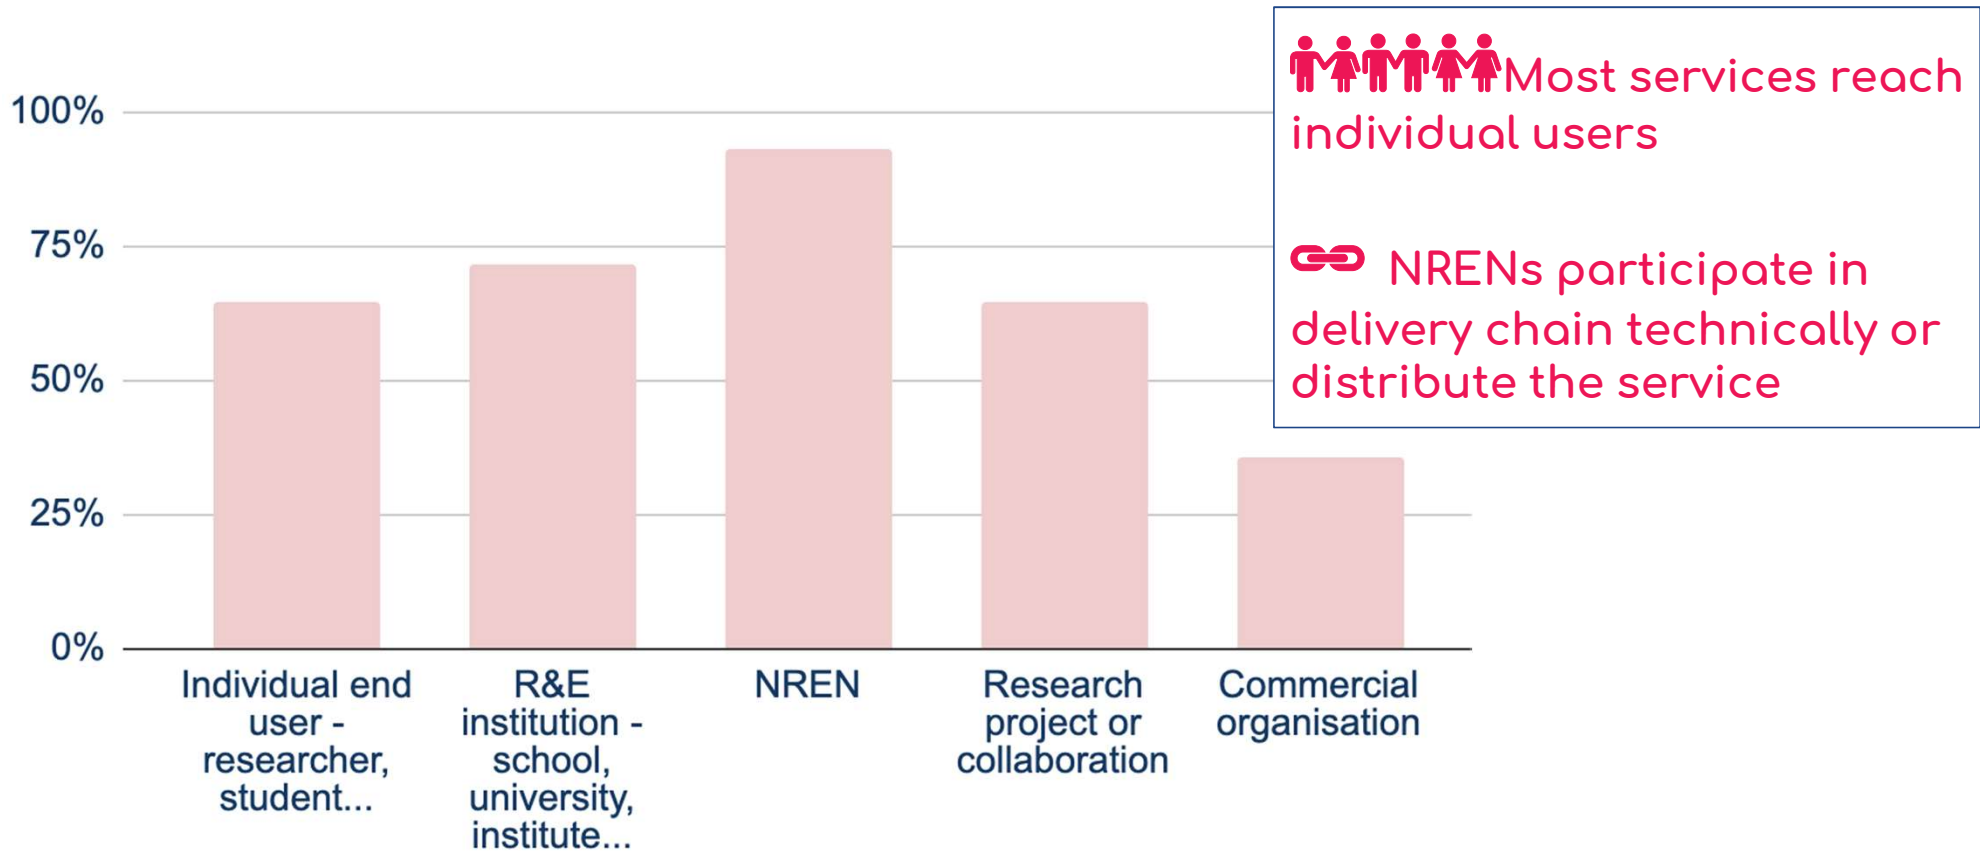 100%
75%
50%
25%
0%
Individual end
user -
researcher,
student...
R&E
institution -
school,
university,
institute...
NREN
Research
project or
collaboration
Commercial
organisation
Most services reach
individual users
NRENs participate in
delivery chain technically or
distribute the service